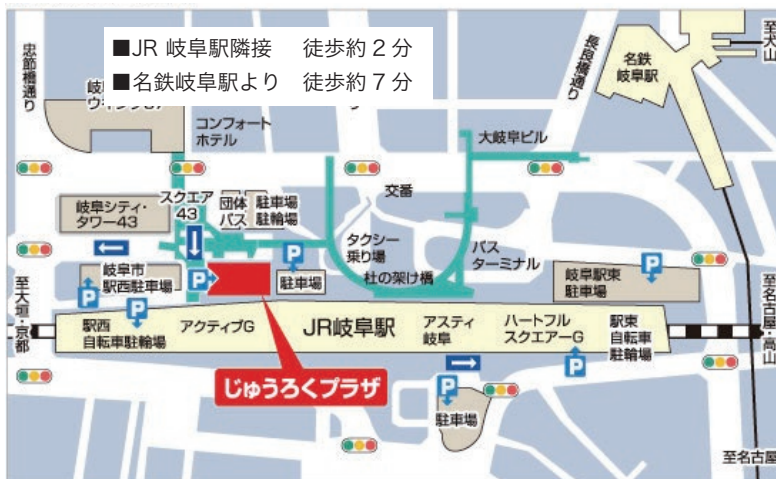 ■JR 岐阜駅隣接　徒歩約 2 分
■名鉄岐阜駅より　徒歩約 7 分
忠節橋通り
長良橋通り
至犬山
名鉄
岐阜駅
コンフォート
ホテル
大岐阜ビル
岐阜シティ・
タワー43
スクエア
43
団体
バス
駐車場
駐輪場
交番
タクシー
乗り場
バス
ターミナル
杜の架け橋
岐阜市
駅西駐車場
P
P
P
P
駐車場
岐阜駅東
駐車場
P
至大垣・京都
駅西
自転車駐輪場
アクティブG
JR岐阜駅
アスティ
岐阜
ハートフル
スクエアーG
駅東
自転車
駐輪場
至名古屋・高山
P
じゅうろくプラザ
P
駐車場
至名古屋